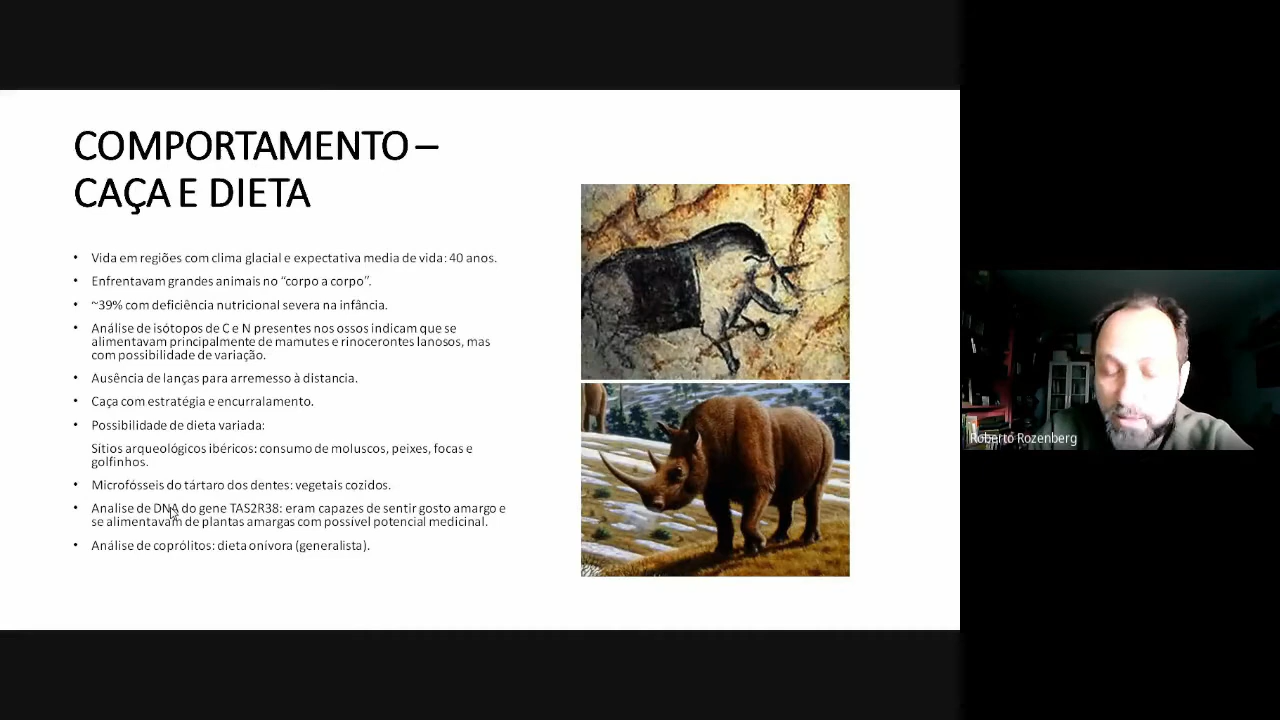 COMPORTAMENTO –
CAÇA E DIETA
• Vida em regiões com clima glacial e expectativa media de vida: 40 anos.
• Enfrentavam grandes animais no “corpo a corpo”.
• ~39% com deficiência nutricional severa na infância.
• Análise de isótopos de C e N presentes nos ossos indicam que se
alimentavam principalmente de mamutes e rinocerontes lanosos, mas
com possibilidade de variação.
• Ausência de lanças para arremesso à distancia.
• Caça com estratégia e encurralamento.
• Possibilidade de dieta variada:
Sítios arqueológicos ibéricos: consumo de moluscos, peixes, focas e
golfinhos.
• Microfósseis do tártaro dos dentes: vegetais cozidos.
• Analise de DNA do gene TAS2R38: eram capazes de sentir gosto amargo e
se alimentavam de plantas amargas com possível potencial medicinal.
• Análise de coprólitos: dieta onívora (generalista).
Roberto Rozenberg